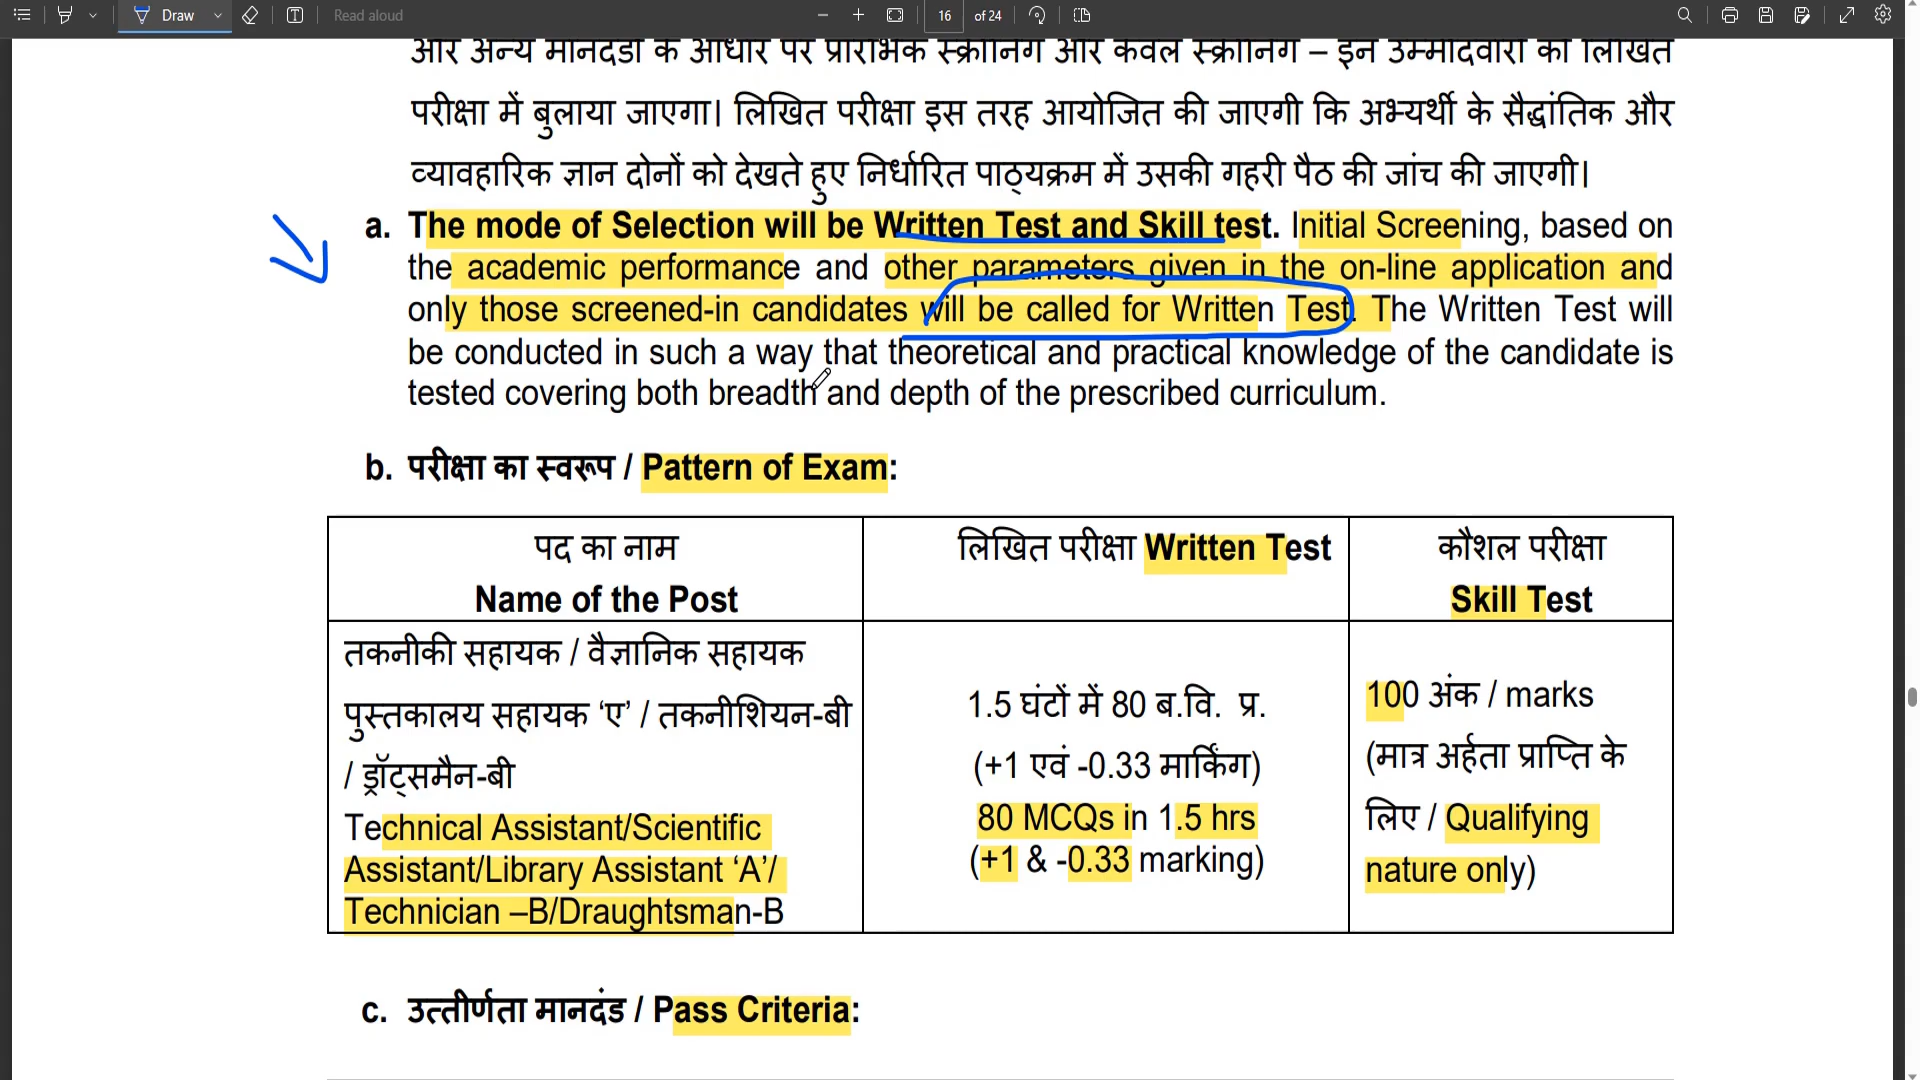 Draw
Read aloud
16 of 24
और अन्य मानदंडों के आधार पर प्रारंभिक स्क्रीनिंग और केवल स्क्रीनिंग – इन उम्मीदवारों को लिखित
परीक्षा में बुलाया जाएगा। लिखित परीक्षा इस तरह आयोजित की जाएगी कि अभ्यर्थी के सैद्धांतिक और
व्यावहारिक ज्ञान दोनों को देखते हुए निर्धारित पाठ्यक्रम में उसकी गहरी पैठ की जांच की जाएगी।
a. The mode of Selection will be Written Test and Skill test. Initial Screening, based on
the academic performance and other parameters given in the on-line application and
only those screened-in candidates will be called for Written Test. The Written Test will
be conducted in such a way that theoretical and practical knowledge of the candidate is
tested covering both breadth and depth of the prescribed curriculum.
b. परीक्षा का स्वरूप / Pattern of Exam:
पद का नाम
Name of the Post
लिखित परीक्षा Written Test
कौशल परीक्षा
Skill Test
तकनीकी सहायक / वैज्ञानिक सहायक
पुस्तकालय सहायक ‘ए’ / तकनीशियन-बी
/ ड्रॉट्समैन-बी
Technical Assistant/Scientific
Assistant/Library Assistant ‘A’/
Technician –B/Draughtsman-B
1.5 घंटों में 80 ब.वि. प्र.
(+1 एवं -0.33 मार्किंग)
80 MCQs in 1.5 hrs
(+1 & -0.33 marking)
100 अंक / marks
(मात्र अर्हता प्राप्ति के
लिए / Qualifying
nature only)
c. उत्तीर्णता मानदंड / Pass Criteria: